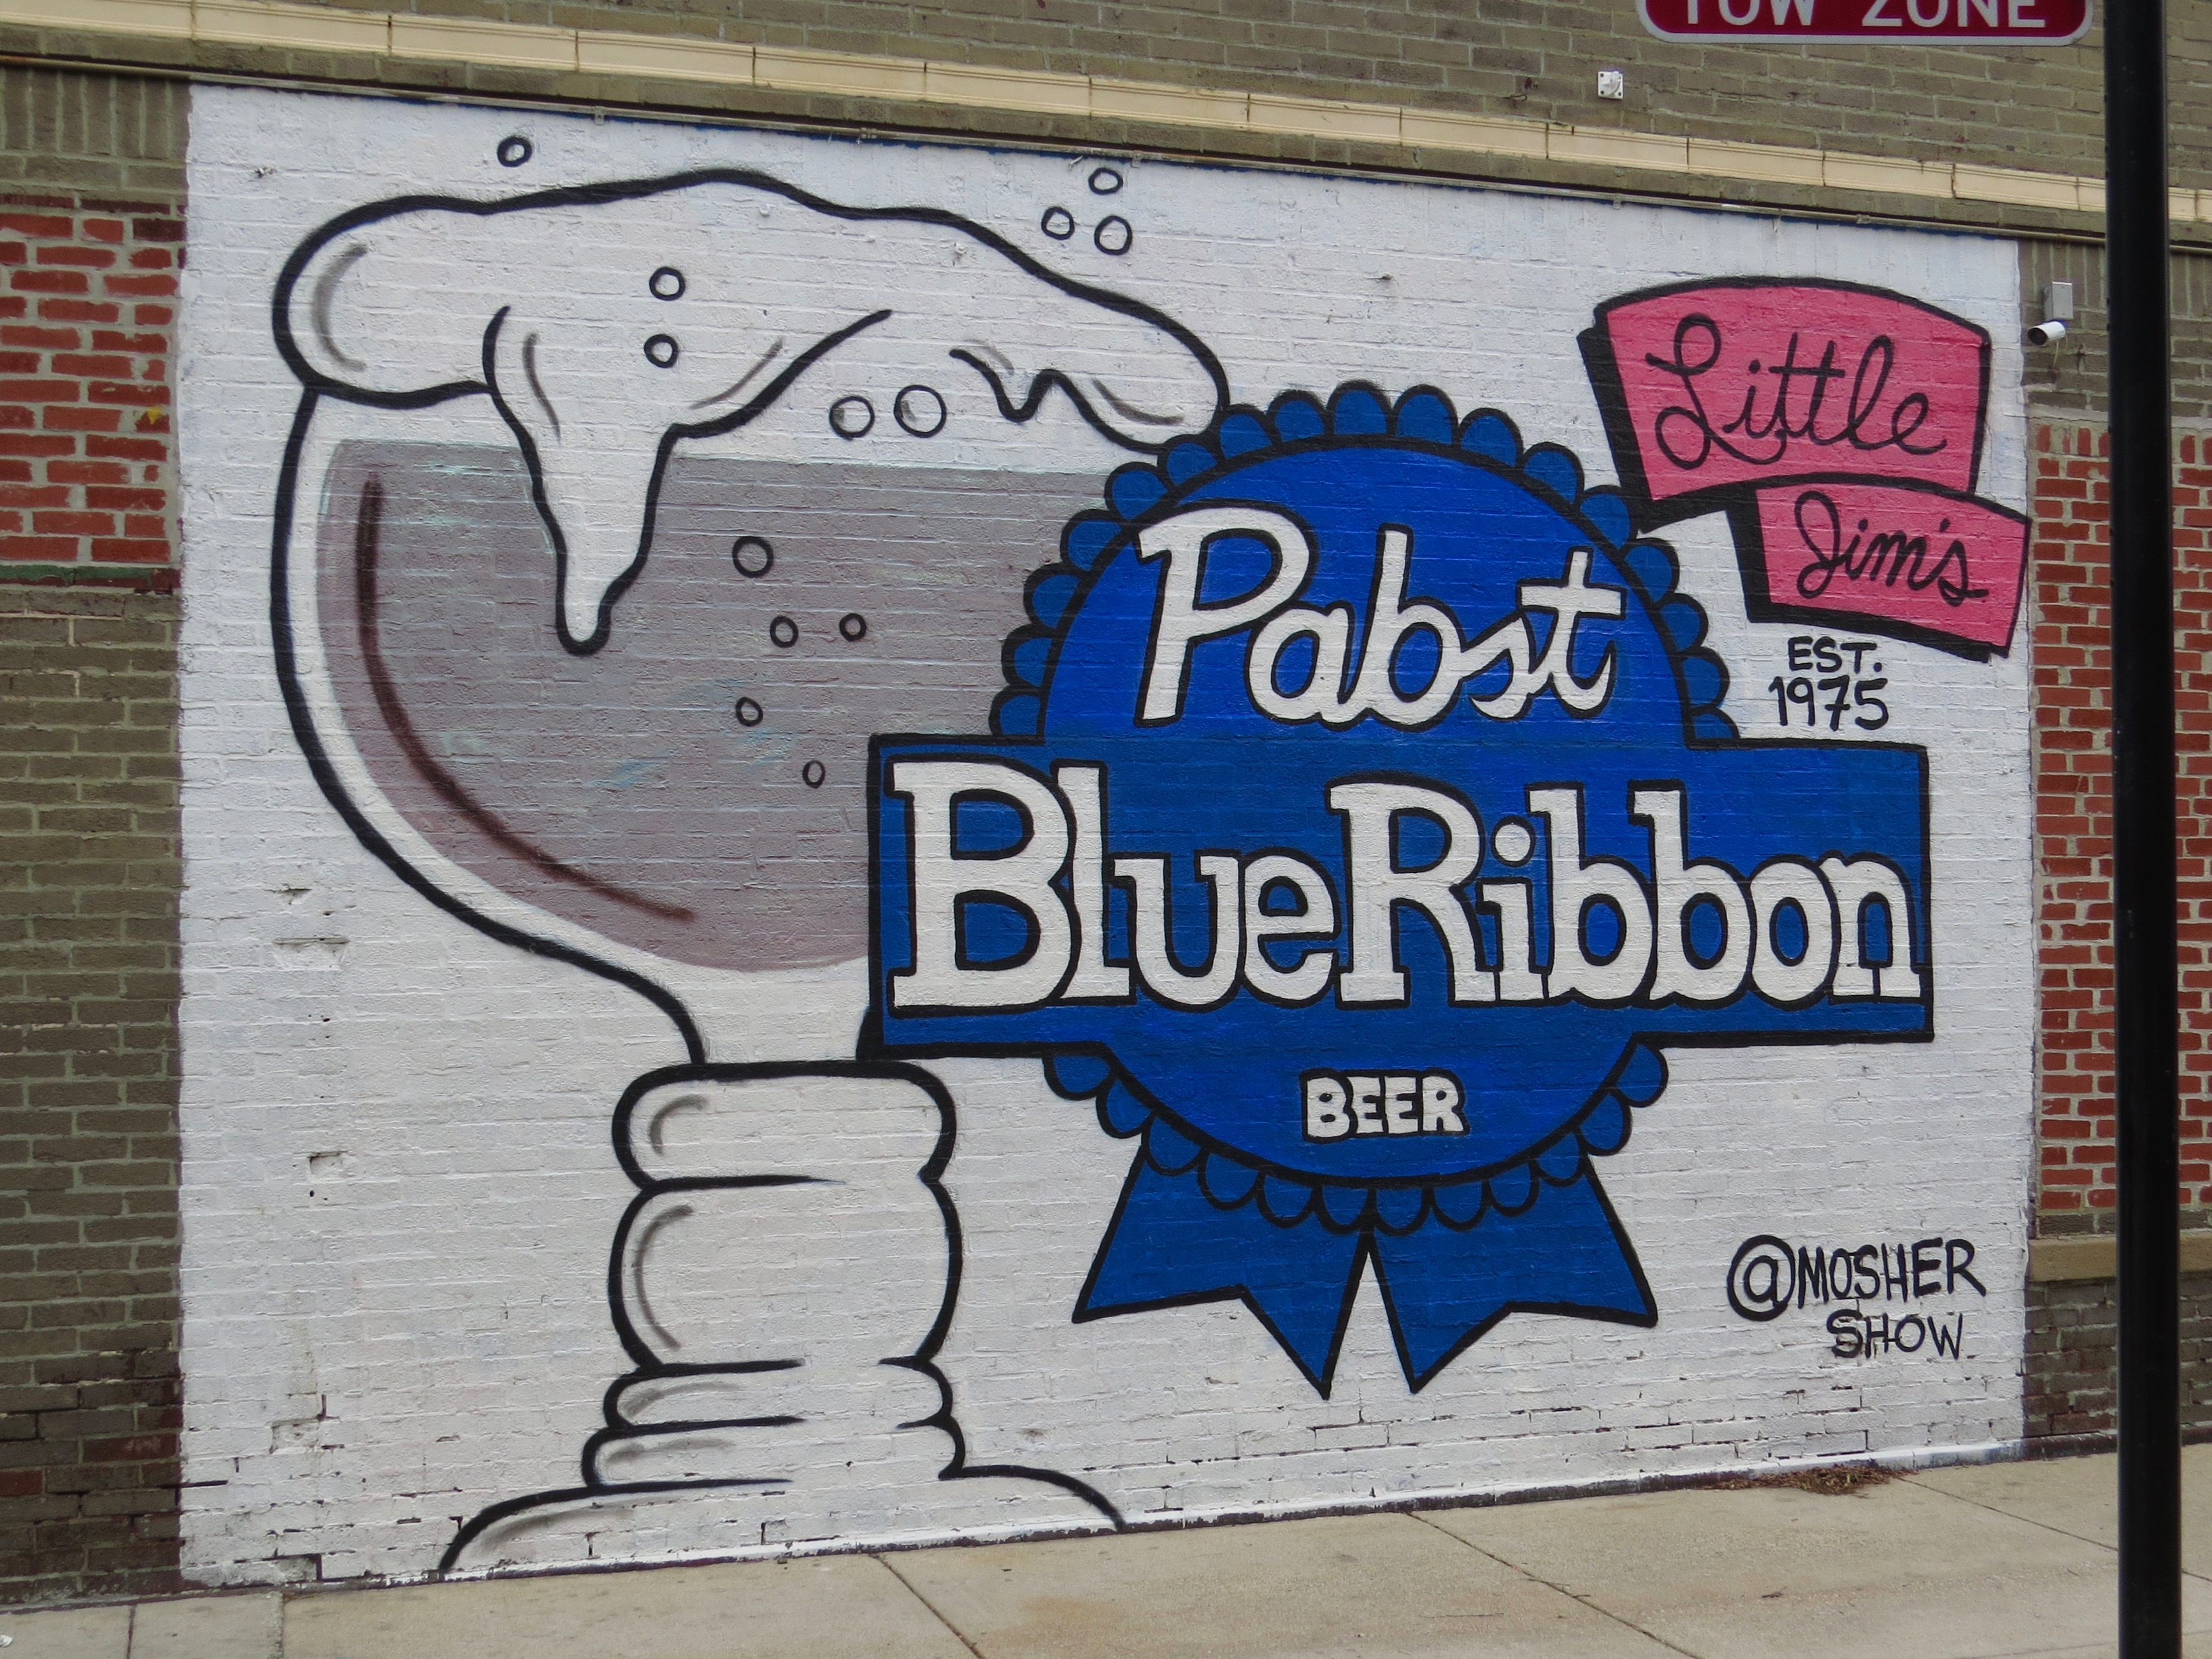 TOW ZONE
Little
Jim's
EST.
1975
Pabst
Blue Ribbon
BEER
@MOSHER
SHOW